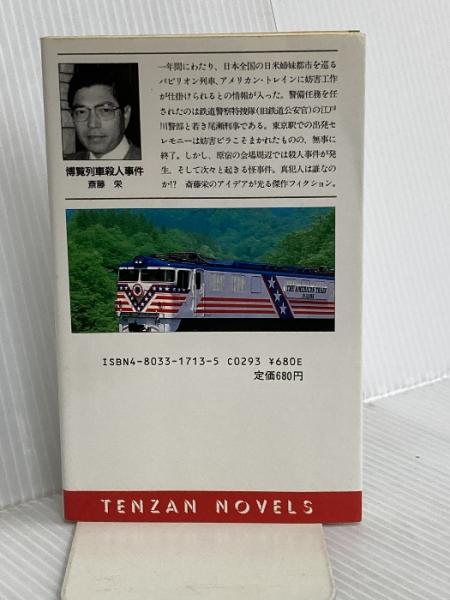 一年間にわたり、日本全国の日米姉妹都市を巡る
パビリオン列車、アメリカン・トレインに妨害工作
が仕掛けられるとの情報が入った。警備任務を任
されたのは鉄道警察特捜隊(旧鉄道公安官)の江戸
川警部と若き尾瀬刑事である。東京駅での出発セ
レモニーは妨害ビラこそまかれたものの、無事に
終了。しかし、原宿の会場周辺では殺人事件が発
生、そして次々と起きる怪事件。真犯人は誰なの
か!? 斎藤栄のアイデアが光る傑作フィクション。
博覧列車殺人事件
斎藤 栄
THE AMERICAN TRAIN
ISBN4-8033-1713-5 C0293 ¥680E
定価680円
TENZAN NOVELS